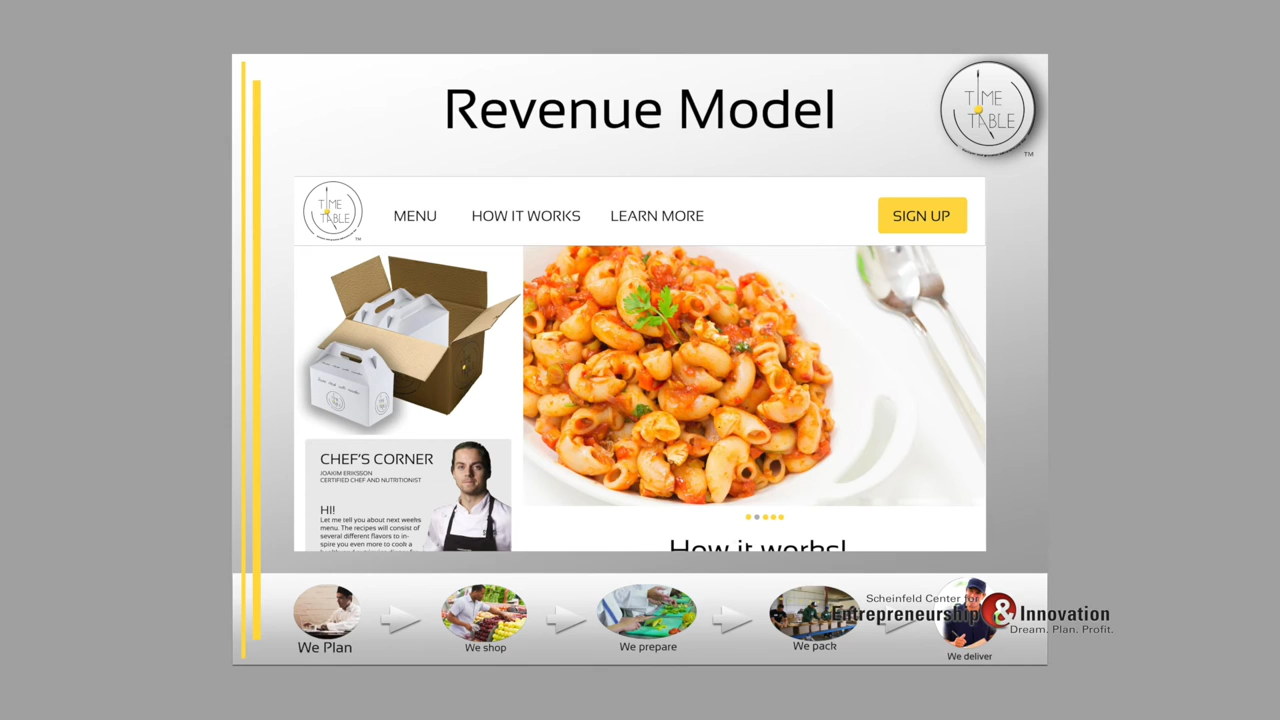 Revenue Model
TIME
TABLE
TM
TIME
TABLE
TM
MENU HOW IT WORKS LEARN MORE SIGN UP
CHEF'S CORNER
JOAKIM ERIKSSON
CERTIFIED CHEF AND NUTRITIONIST
HI!
Let me tell you about next weeks
menu. The recipies will consist of
several different flavors to in-
spire you even more to cook a
How it works!
Scheinfeld Center for
Entrepreneurship & Innovation
Dream. Plan. Profit.
We Plan
We shop
We prepare
We pack
We deliver